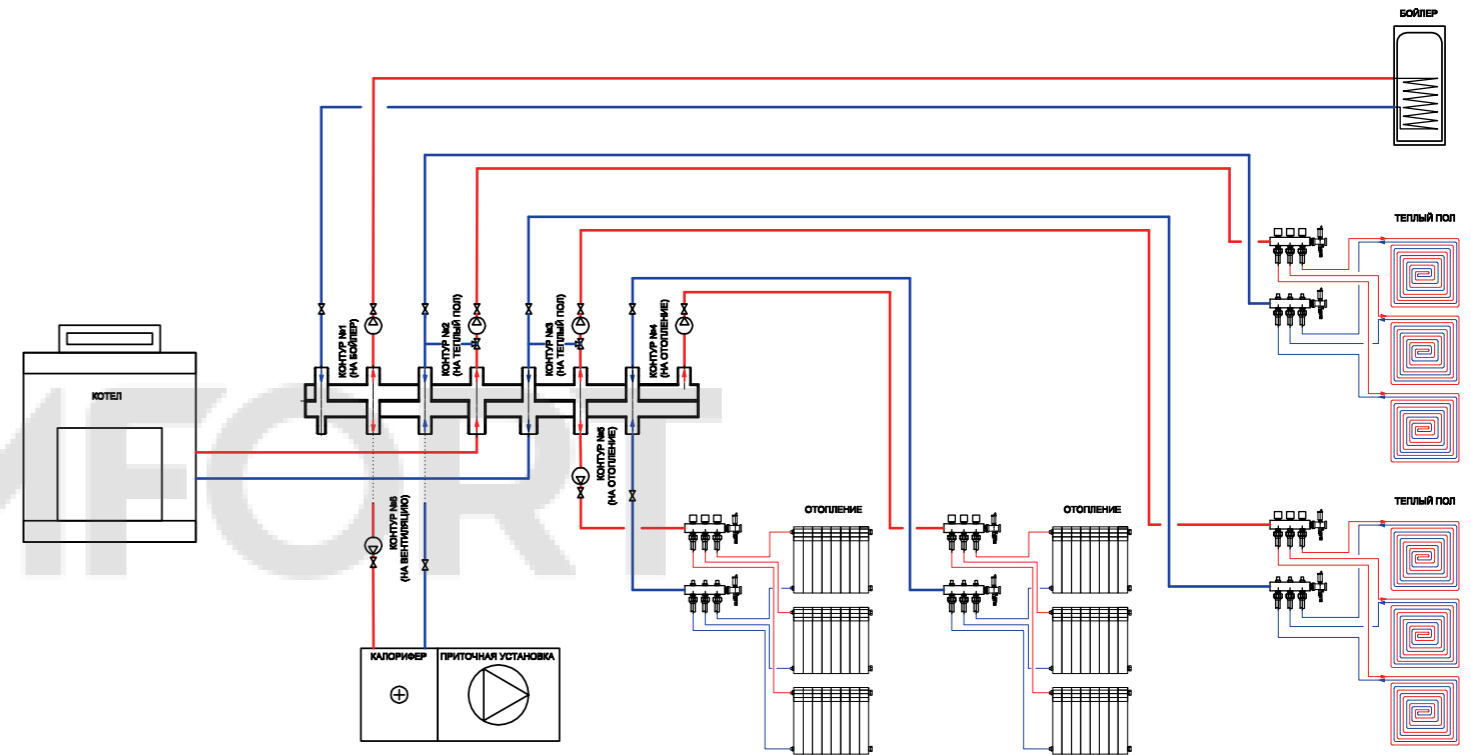 БОЙЛЕР
ТЕПЛЫЙ ПОЛ
КОНТУР №1
(НА БОЙЛЕР)
КОНТУР №2
(НА ТЕПЛЫЙ ПОЛ)
КОНТУР №3
(НА ТЕПЛЫЙ ПОЛ)
КОНТУР №4
(НА ОТОПЛЕНИЕ)
КОТЕЛ
MFORT
КОНТУР №5
(НА ОТОПЛЕНИЕ)
КОНТУР №6
(НА ВЕНТИЛЯЦИЮ)
ОТОПЛЕНИЕ
ОТОПЛЕНИЕ
ТЕПЛЫЙ ПОЛ
КАЛОРИФЕР
ПРИТОЧНАЯ УСТАНОВКА